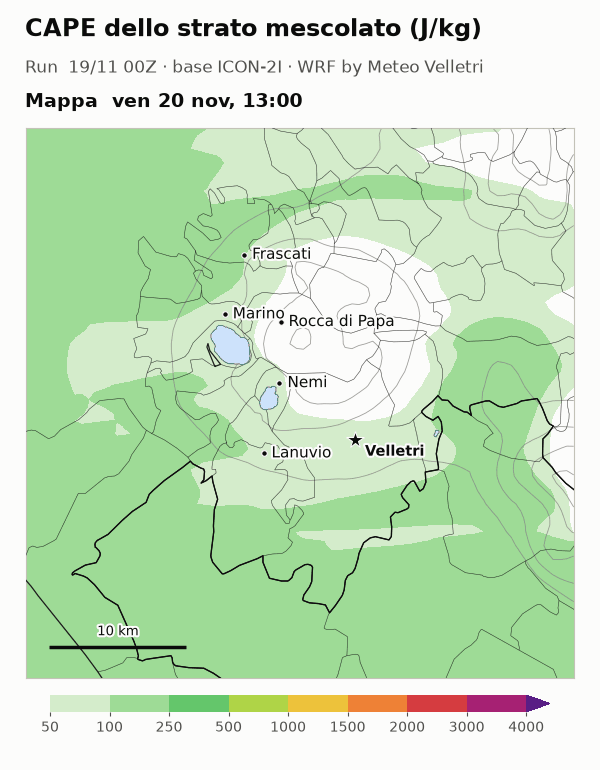 CAPE dello strato mescolato (J/kg)
Run  19/11 00Z · base ICON-2I · WRF by Meteo Velletri
Mappa  ven 20 nov, 13:00
Frascati
Marino
Rocca di Papa
Nemi
Velletri
Lanuvio
10 km
50 100 250 500 1000 1500 2000 3000 4000